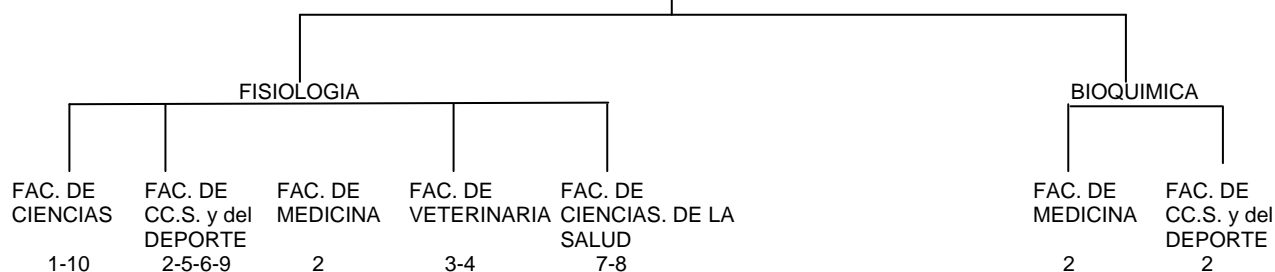 FISIOLOGIA
BIOQUIMICA
FAC. DE
CIENCIAS
1-10
FAC. DE
CC.S. y del
DEPORTE
2-5-6-9
FAC. DE
MEDICINA
2
FAC. DE
VETERINARIA
3-4
FAC. DE
CIENCIAS. DE LA
SALUD
7-8
FAC. DE
MEDICINA
2
FAC. DE
CC.S. y del
DEPORTE
2